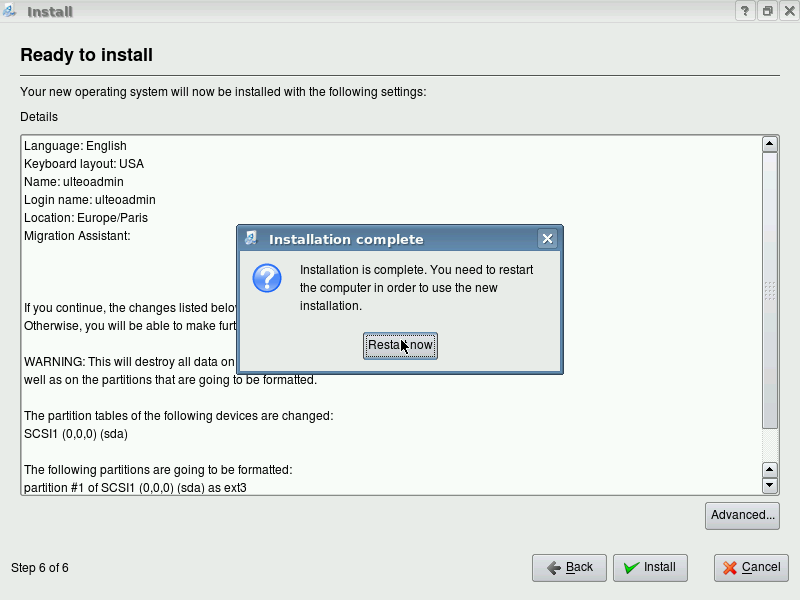 Install
Ready to install
Your new operating system will now be installed with the following settings:
Details
Language: English
Keyboard layout: USA
Name: ulteoadmin
Login name: ulteoadmin
Location: Europe/Paris
Migration Assistant:
Installation complete
Installation is complete. You need to restart
the computer in order to use the new
installation.
Restart now
If you continue, the changes listed
Otherwise, you will be able to make
WARNING: This will destroy all data on
well as on the partitions that are going to be formatted.
The partition tables of the following devices are changed:
SCSI1 (0,0,0) (sda)
The following partitions are going to be formatted:
partition #1 of SCSI1 (0,0,0) (sda) as ext3
Advanced...
Step 6 of 6
Back
Install
Cancel